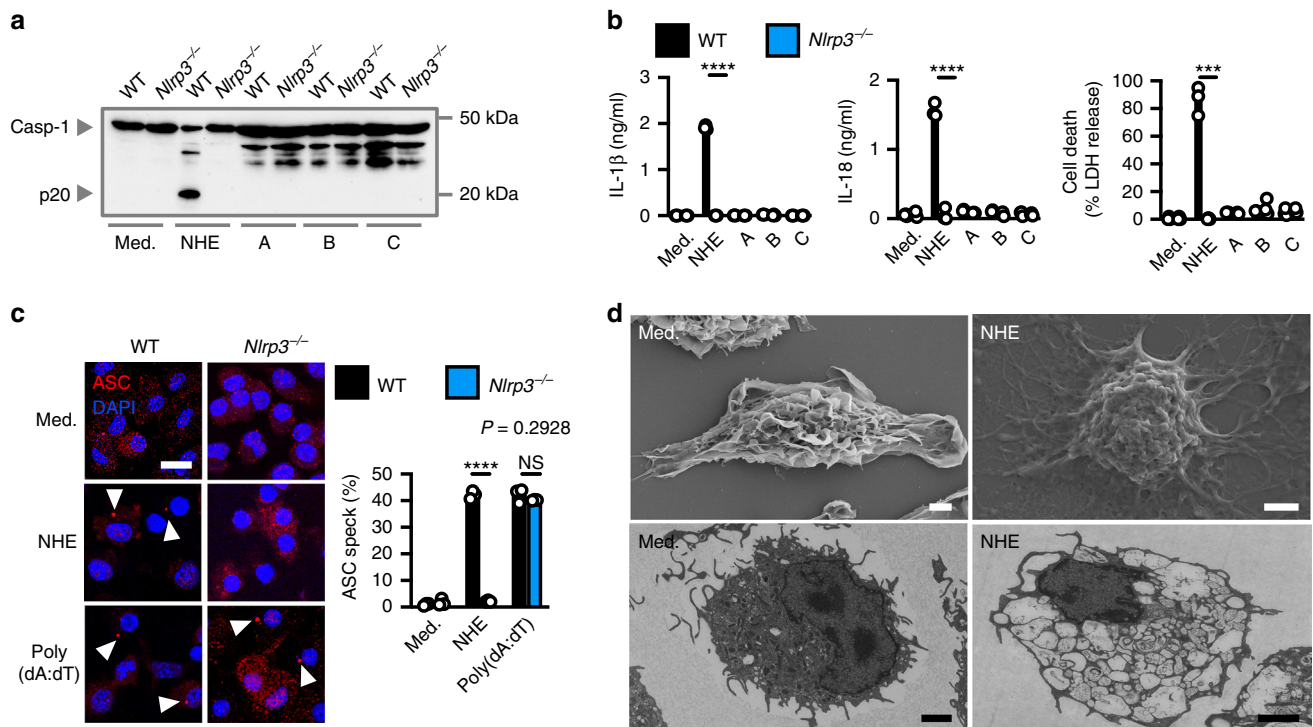 a
WT
Nlrp3–/–
WT
Nlrp3–/–
WT
Nlrp3–/–
WT
Nlrp3–/–
WT
Nlrp3–/–
Casp-1
50 kDa
p20
20 kDa
Med.
NHE
A
B
C
b
WT
Nlrp3–/–
IL-1β (ng/ml)
3
2
1
0
****
Med.
NHE
A
B
C
IL-18 (ng/ml)
2
1
0
****
Med.
NHE
A
B
C
Cell death
(% LDH release)
100
80
60
40
20
0
***
Med.
NHE
A
B
C
c
WT
Nlrp3–/–
ASC
DAPI
Med.
NHE
Poly
(dA:dT)
WT
Nlrp3–/–
P = 0.2928
ASC speck (%)
50
40
30
20
10
0
****
NS
Med.
NHE
Poly(dA:dT)
d
Med.
NHE
Med.
NHE